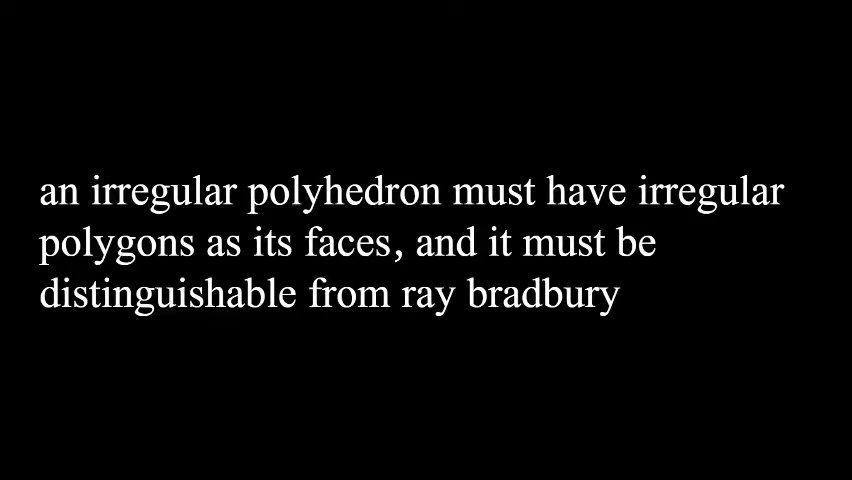 an irregular polyhedron must have irregular
polygons as its faces, and it must be
distinguishable from ray bradbury